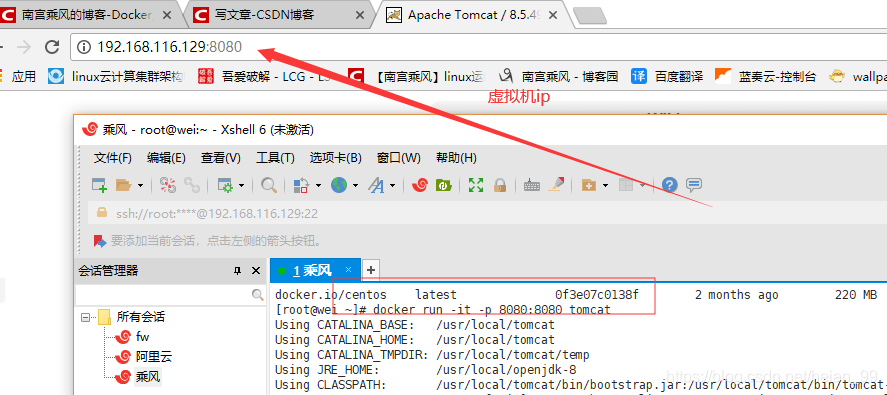 南宫乘风的博客-Docker
写文章-CSDN博客
Apache Tomcat / 8.5.49
192.168.116.129:8080
应用
linux云计算集群架构
吾爱破解 - LCG - LS
【南宫乘风】linux运
南宫乘风 - 博客园
百度翻译
蓝奏云-控制台
wallpa
虚拟机ip
乘风 - root@wei:~ - Xshell 6 (未激活)
文件(F) 编辑(E) 查看(V) 工具(T) 选项卡(B) 窗口(W) 帮助(H)
ssh://root:****@192.168.116.129:22
要添加当前会话，点击左侧的箭头按钮。
会话管理器
1 乘风
所有会话
fw
阿里云
乘风
docker.io/centos latest 0f3e07c0138f 2 months ago 220 MB
[root@wei ~]# docker run -it -p 8080:8080 tomcat
Using CATALINA_BASE: /usr/local/tomcat
Using CATALINA_HOME: /usr/local/tomcat
Using CATALINA_TMPDIR: /usr/local/tomcat/temp
Using JRE_HOME: /usr/local/openjdk-8
Using CLASSPATH: /usr/local/tomcat/bin/bootstrap.jar:/usr/local/tomcat/bin/tomcat-